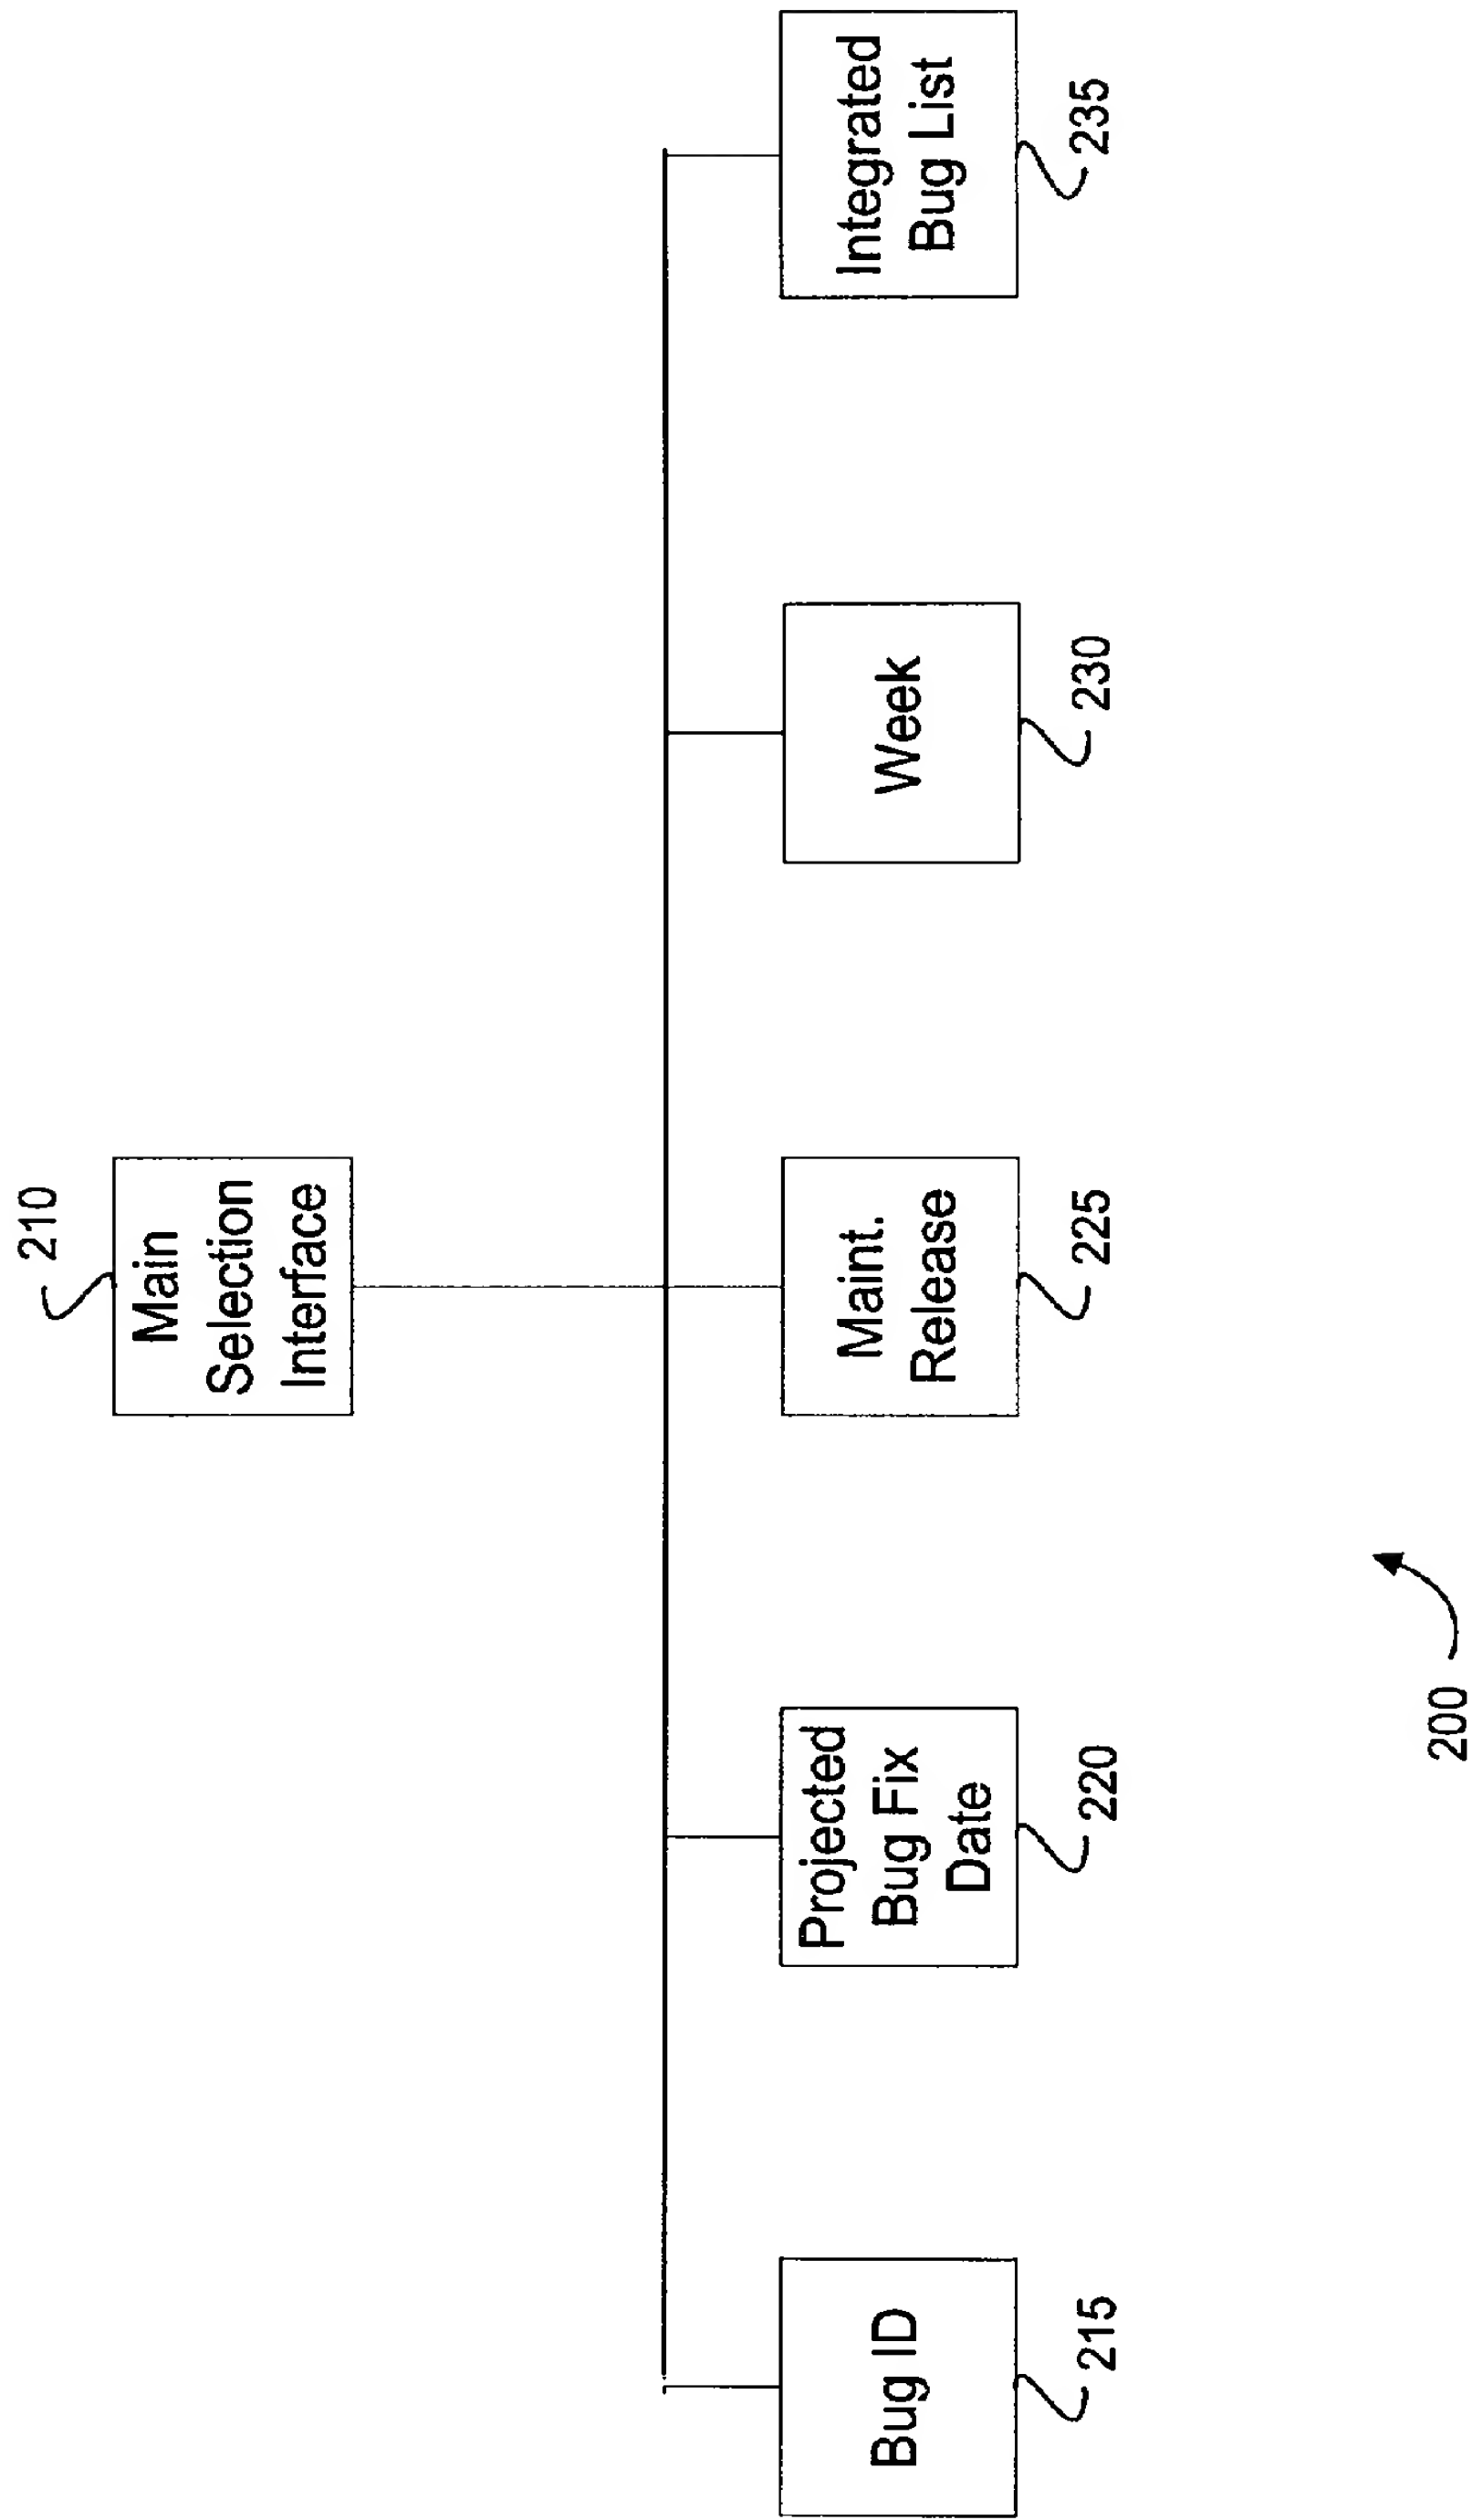 210
Main
Selection
Interface
Bug ID
Projected
Bug Fix
Date
Maint.
Release
Week
Integrated
Bug List
215
220
225
230
235
200